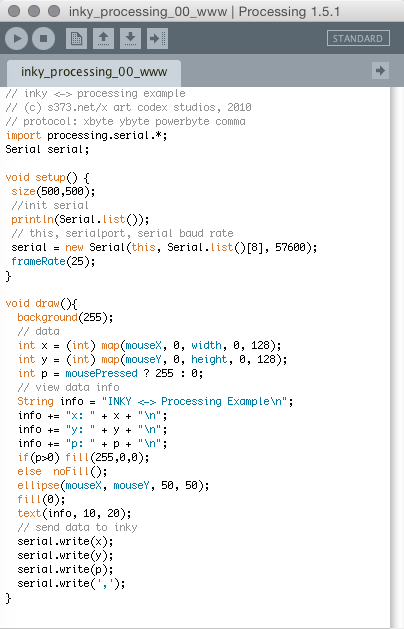 inky_processing_00_www | Processing 1.5.1
STANDARD
inky_processing_00_www
// inky <-> processing example
// (c) s373.net/x art codex studios, 2010
// protocol: xbyte ybyte powerbyte comma
import processing.serial.*;
Serial serial;
void setup() {
size(500,500);
//init serial
println(Serial.list());
// this, serialport, serial baud rate
serial = new Serial(this, Serial.list()[8], 57600);
frameRate(25);
}
void draw(){
background(255);
// data
int x = (int) map(mouseX, 0, width, 0, 128);
int y = (int) map(mouseY, 0, height, 0, 128);
int p = mousePressed ? 255 : 0;
// view data info
String info = "INKY <-> Processing Example\n";
info += "x: " + x + "\n";
info += "y: " + y + "\n";
info += "p: " + p + "\n";
if(p>0) fill(255,0,0);
else  noFill();
ellipse(mouseX, mouseY, 50, 50);
fill(0);
text(info, 10, 20);
// send data to inky
serial.write(x);
serial.write(y);
serial.write(p);
serial.write(',');
}